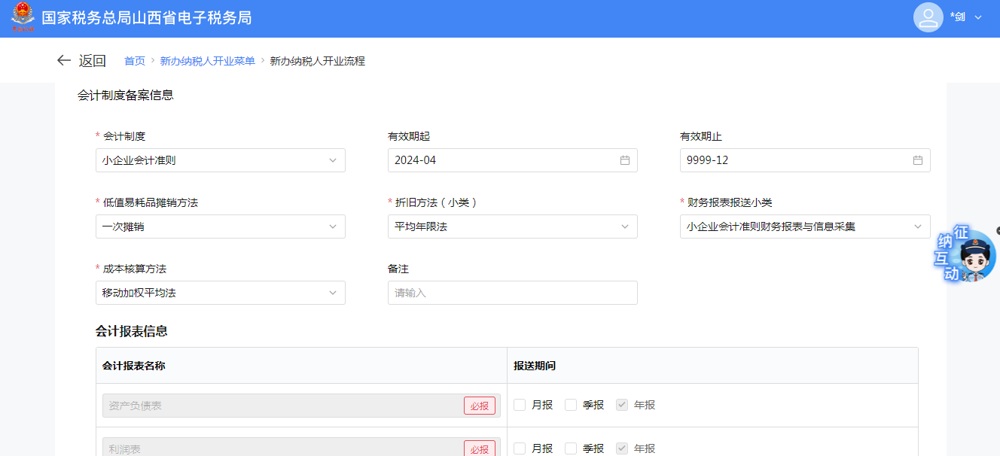 国家税务总局山西省电子税务局
*剑
返回 首页 新办纳税人开业菜单 新办纳税人开业流程
会计制度备案信息
* 会计制度 有效期起 有效期止
小企业会计准则 2024-04 9999-12
* 低值易耗品摊销方法 * 折旧方法（小类） * 财务报表报送小类
一次摊销 平均年限法 小企业会计准则财务报表与信息采集
征纳互动
* 成本核算方法 备注
移动加权平均法 请输入
会计报表信息
会计报表名称 报送期间
资产负债表 必报 月报 季报 年报
利润表 必报 月报 季报 年报